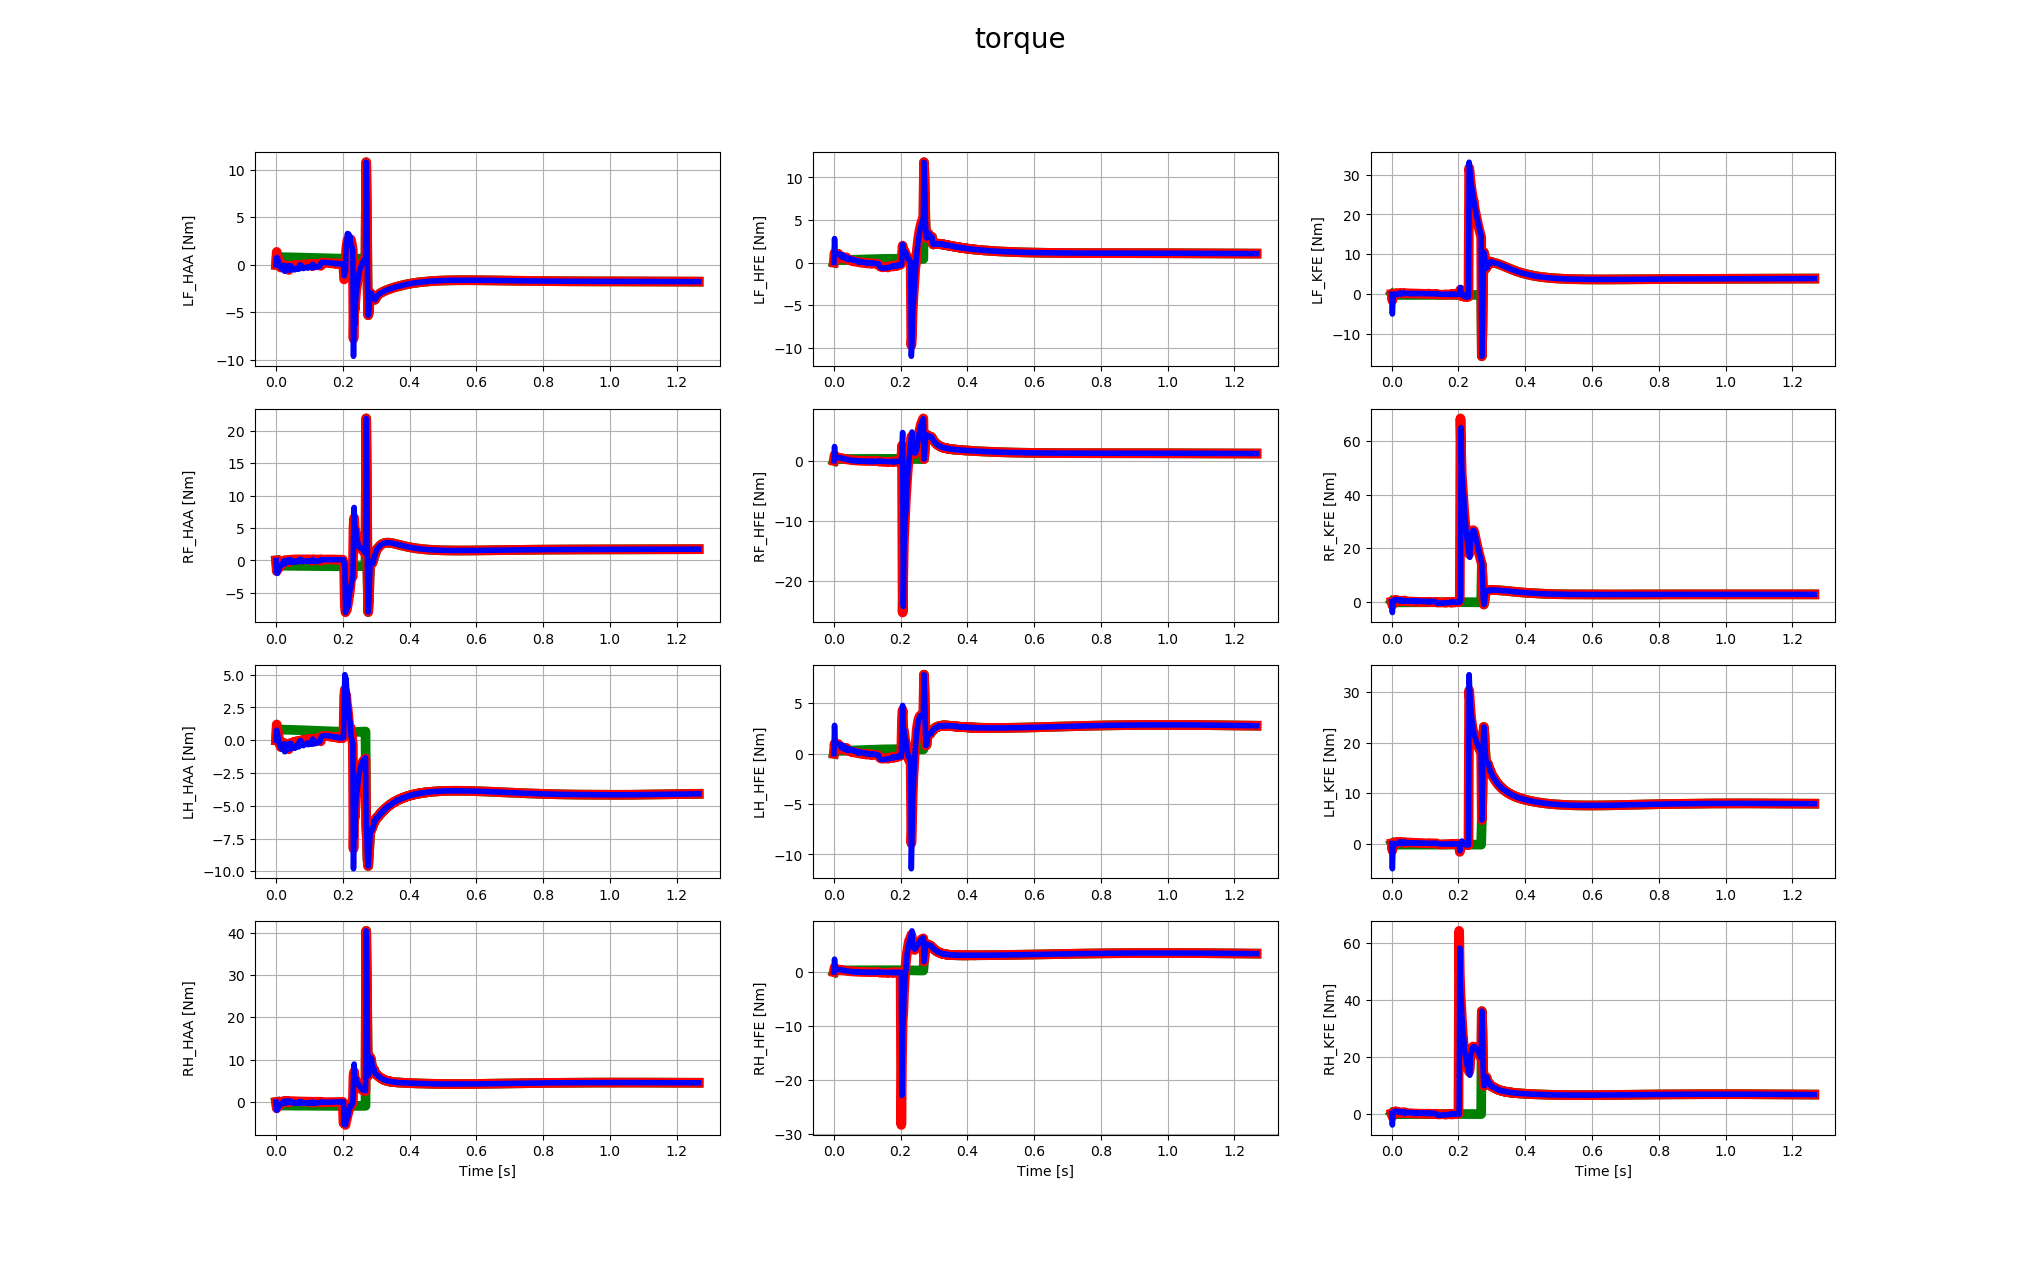 torque
LF_HAA [Nm]
10
5
0
−5
−10
0.0 0.2 0.4 0.6 0.8 1.0 1.2
LF_HFE [Nm]
10
5
0
−5
−10
0.0 0.2 0.4 0.6 0.8 1.0 1.2
LF_KFE [Nm]
30
20
10
0
−10
0.0 0.2 0.4 0.6 0.8 1.0 1.2
RF_HAA [Nm]
20
15
10
5
0
−5
0.0 0.2 0.4 0.6 0.8 1.0 1.2
RF_HFE [Nm]
0
−10
−20
0.0 0.2 0.4 0.6 0.8 1.0 1.2
RF_KFE [Nm]
60
40
20
0
0.0 0.2 0.4 0.6 0.8 1.0 1.2
LH_HAA [Nm]
5.0
2.5
0.0
−2.5
−5.0
−7.5
−10.0
0.0 0.2 0.4 0.6 0.8 1.0 1.2
LH_HFE [Nm]
5
0
−5
−10
0.0 0.2 0.4 0.6 0.8 1.0 1.2
LH_KFE [Nm]
30
20
10
0
0.0 0.2 0.4 0.6 0.8 1.0 1.2
RH_HAA [Nm]
40
30
20
10
0
0.0 0.2 0.4 0.6 0.8 1.0 1.2
Time [s]
RH_HFE [Nm]
0
−10
−20
−30
0.0 0.2 0.4 0.6 0.8 1.0 1.2
Time [s]
RH_KFE [Nm]
60
40
20
0
0.0 0.2 0.4 0.6 0.8 1.0 1.2
Time [s]